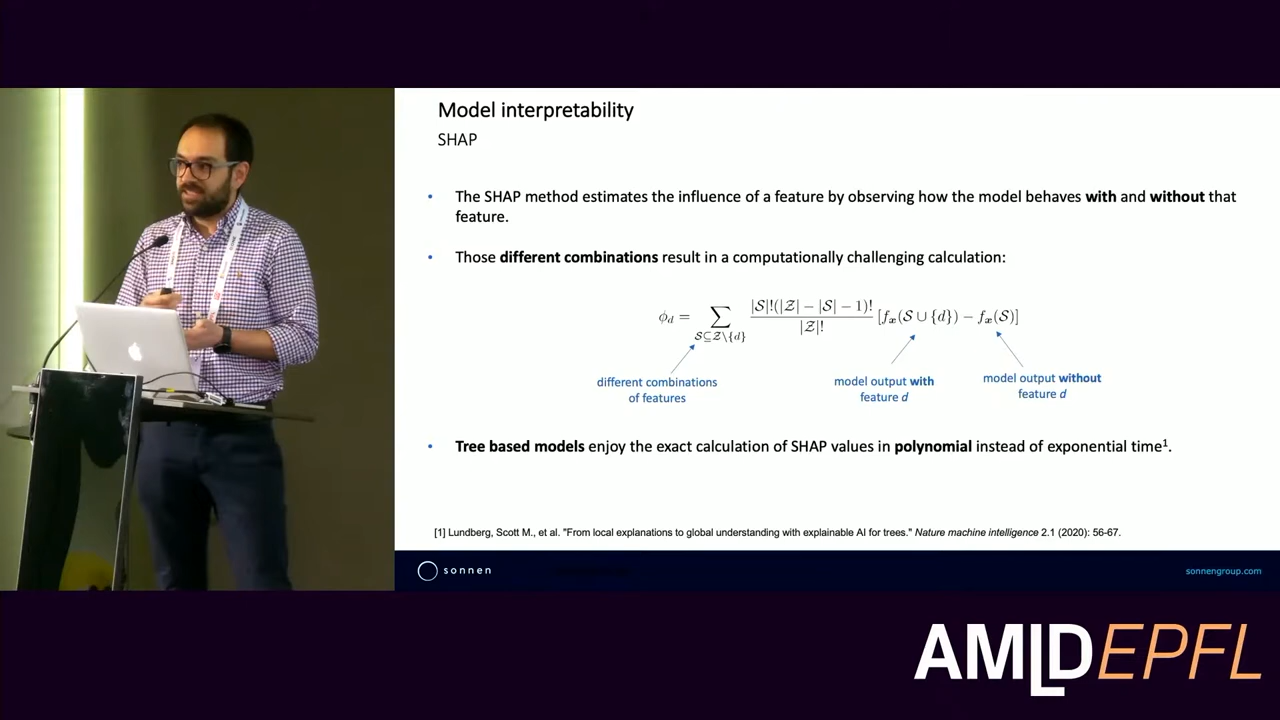 Model interpretability
SHAP
• The SHAP method estimates the influence of a feature by observing how the model behaves with and without that
feature.
• Those different combinations result in a computationally challenging calculation:
ϕ_d = ∑_{𝒮⊆𝒵\{d}} |𝒮|!(|𝒵| − |𝒮| − 1)! / |𝒵|! [f_x(𝒮 ∪ {d}) − f_x(𝒮)]
different combinations
of features
model output with
feature d
model output without
feature d
• Tree based models enjoy the exact calculation of SHAP values in polynomial instead of exponential time¹.
[1] Lundberg, Scott M., et al. "From local explanations to global understanding with explainable AI for trees." Nature machine intelligence 2.1 (2020): 56-67.
sonnen
sonnengroup.com
AMLDEPFL